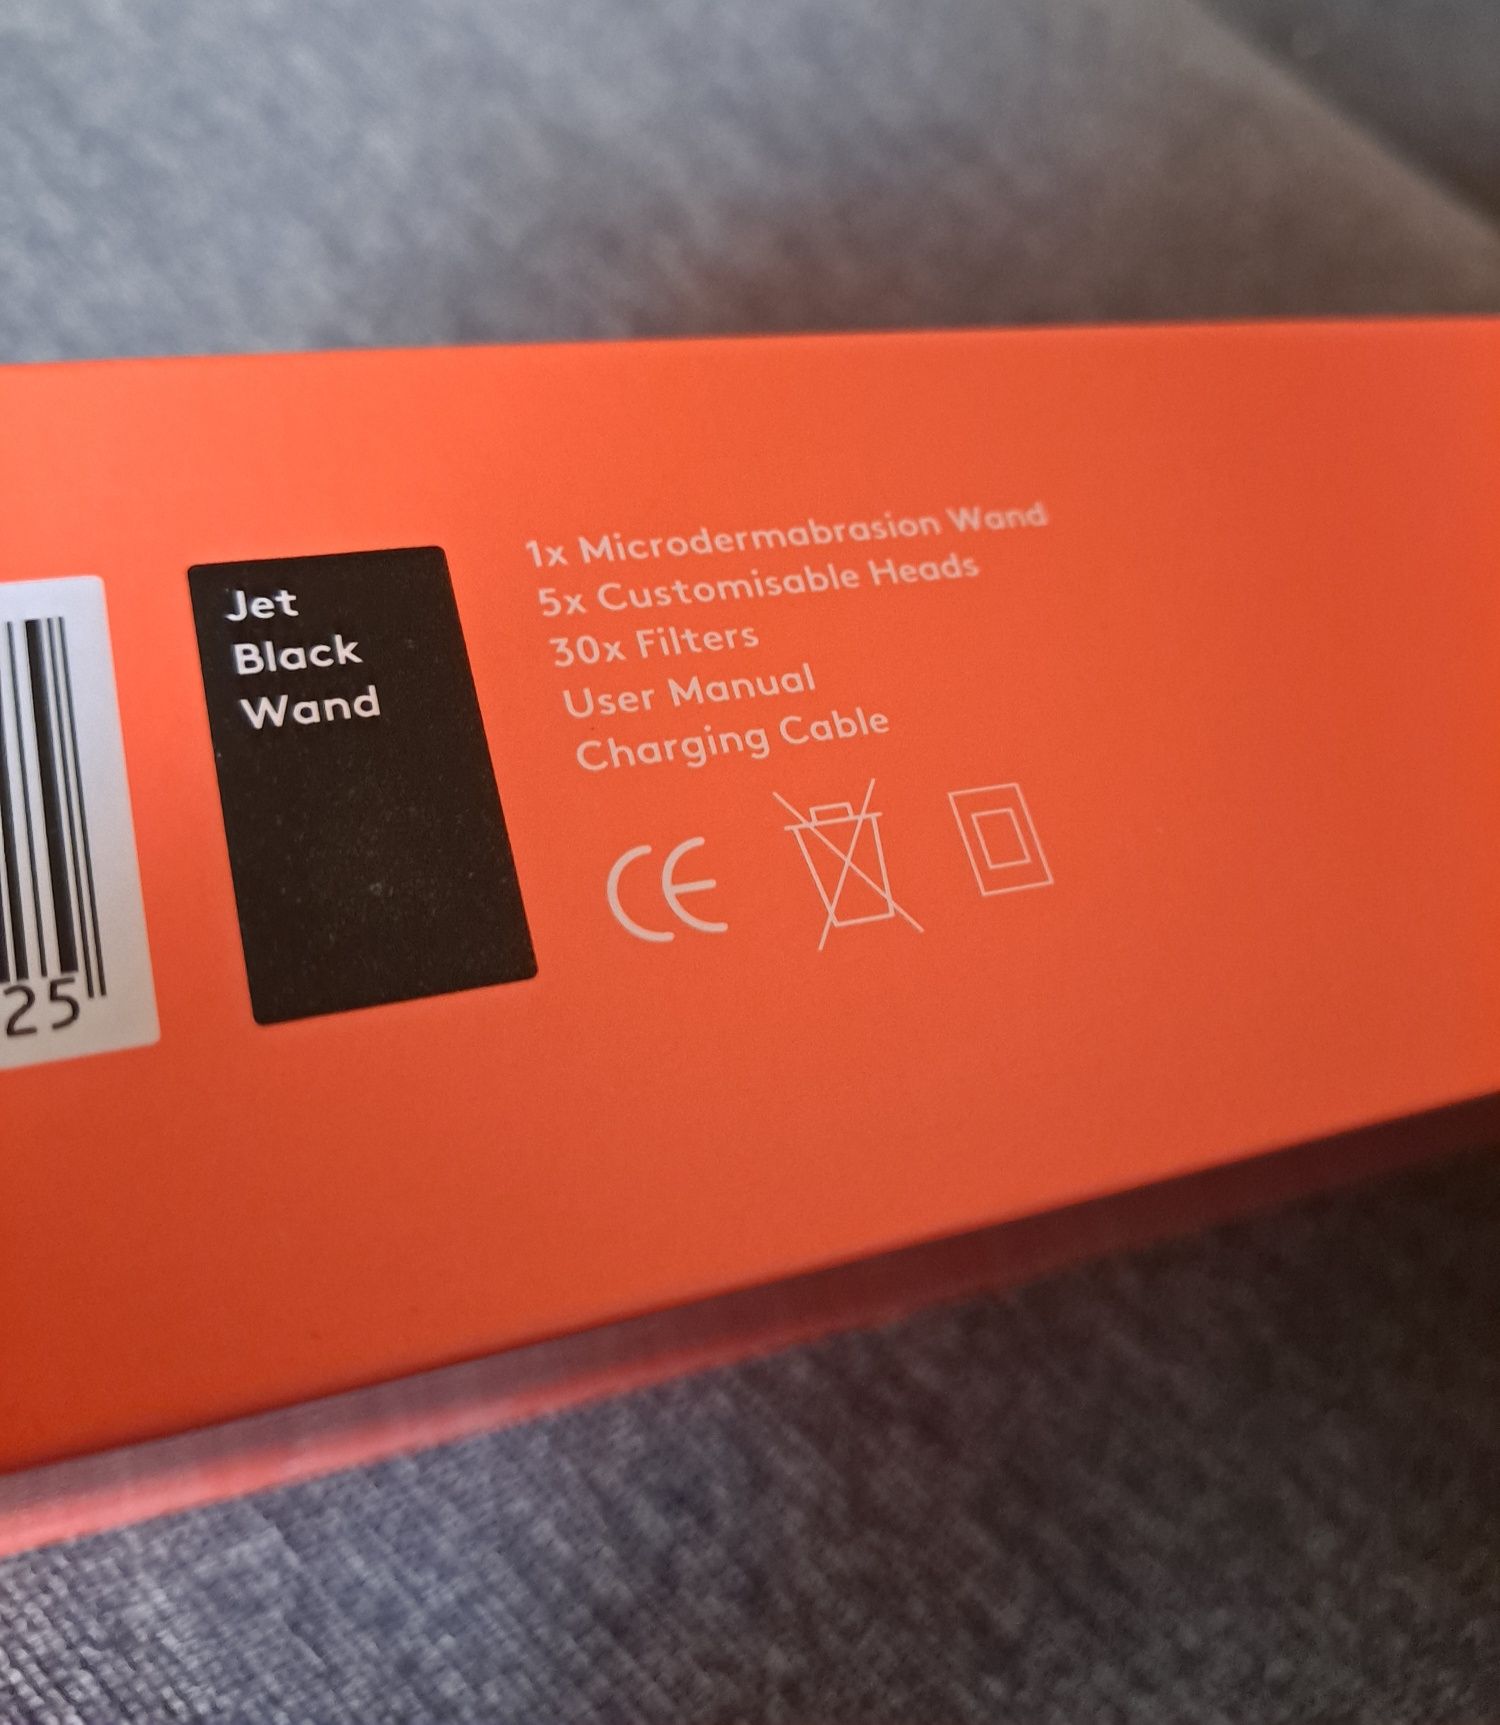 Jet
Black
Wand
1x Microdermabrasion Wand
5x Customisable Heads
30x Filters
User Manual
Charging Cable
CE
25